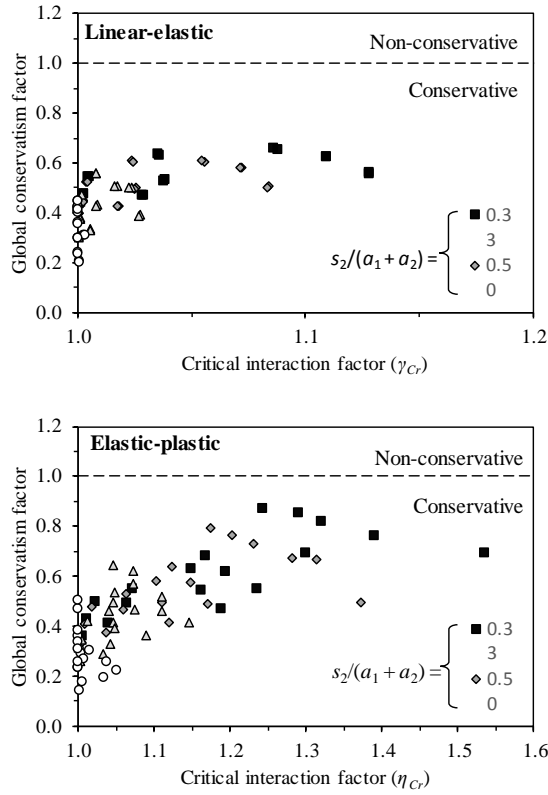 1.2
Linear-elastic
Non-conservative
1.0
Conservative
0.8
0.6
0.4
0.2
0.0
Global conservatism factor
s2/(a1 + a2) =
0.3
3
0.5
0
1.0
1.1
1.2
Critical interaction factor (γCr)
1.2
Elastic-plastic
Non-conservative
1.0
Conservative
0.8
0.6
0.4
0.2
0.0
Global conservatism factor
s2/(a1 + a2) =
0.3
3
0.5
0
1.0
1.1
1.2
1.3
1.4
1.5
1.6
Critical interaction factor (ηCr)